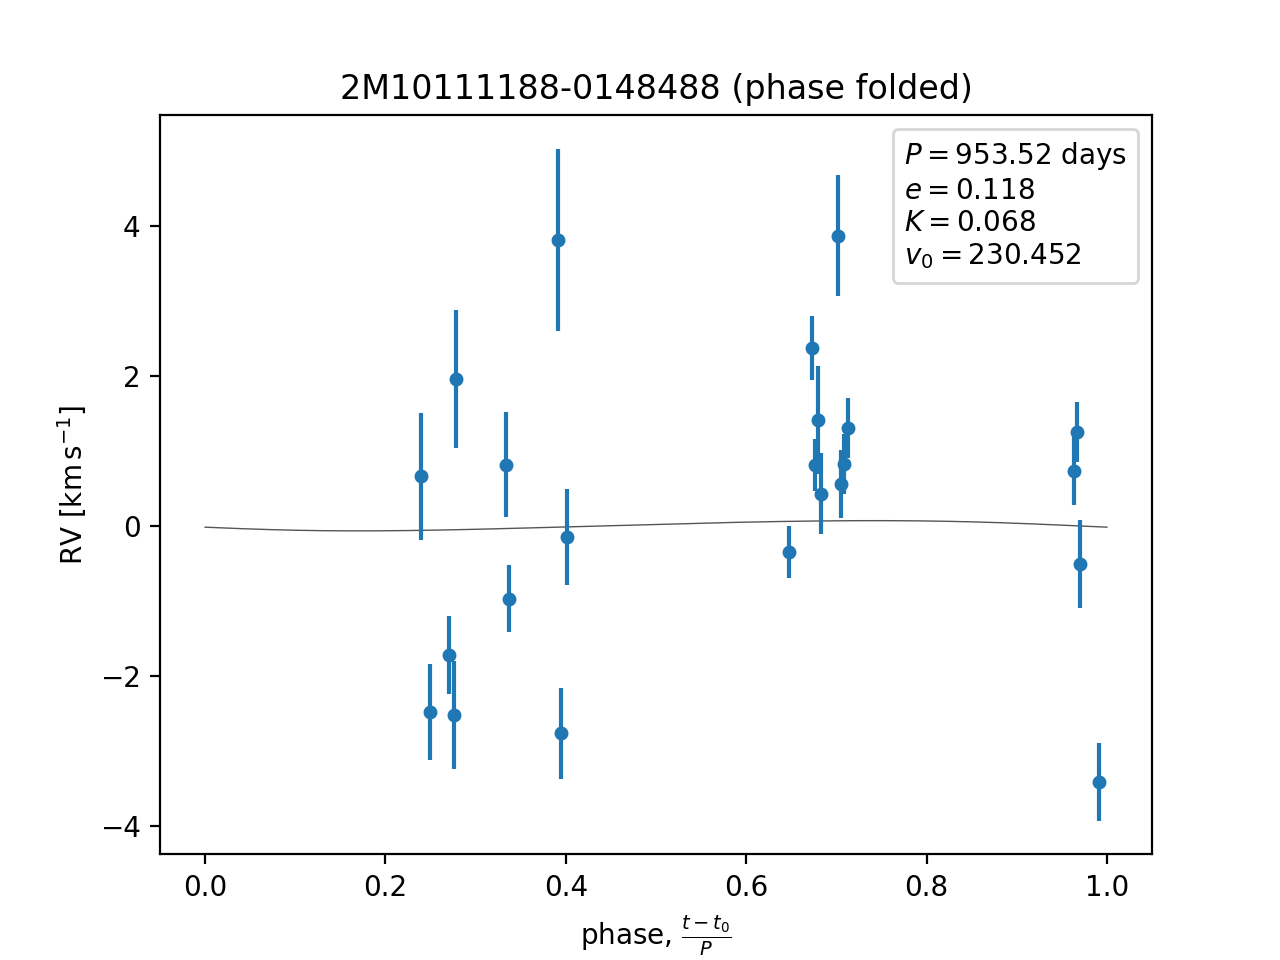 2M10111188-0148488 (phase folded)
P = 953.52 days
e = 0.118
K = 0.068
v₀ = 230.452
4
2
0
−2
−4
RV [km s⁻¹]
0.0 0.2 0.4 0.6 0.8 1.0
phase, (t − t₀)/P